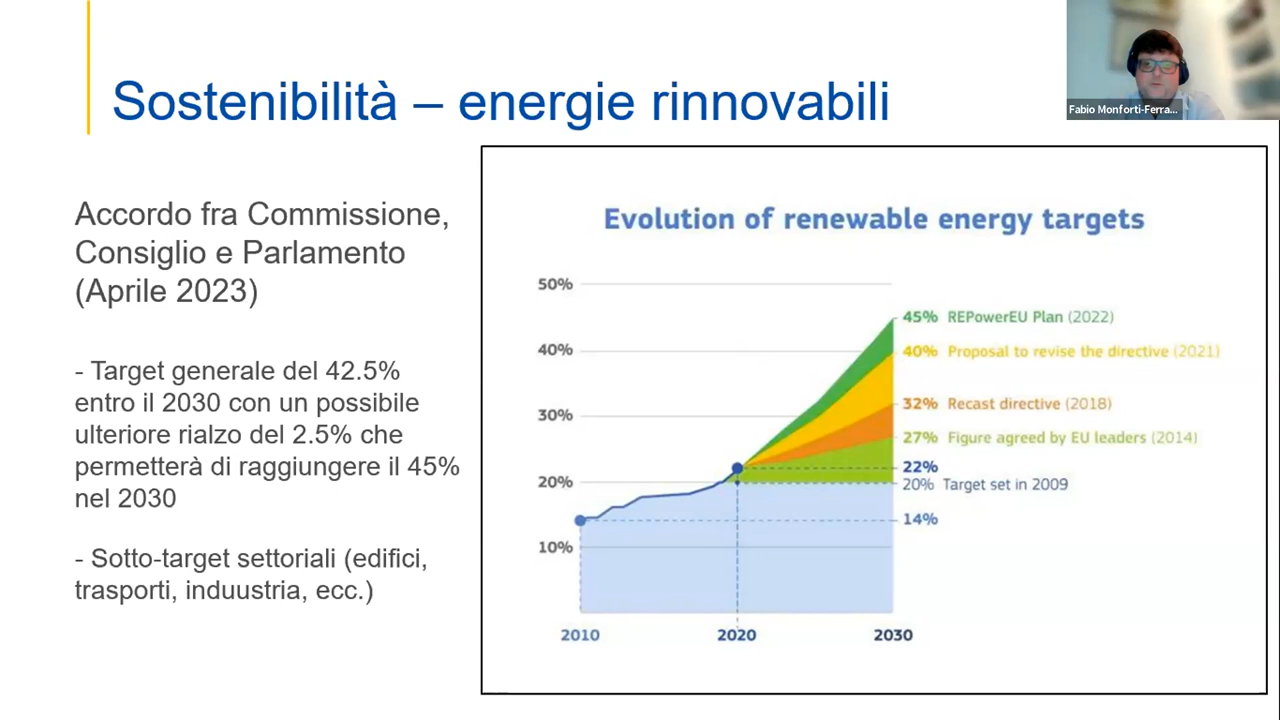 Sostenibilità – energie rinnovabili
Fabio Monforti-Ferra...
Accordo fra Commissione,
Consiglio e Parlamento
(Aprile 2023)
- Target generale del 42.5%
entro il 2030 con un possibile
ulteriore rialzo del 2.5% che
permetterà di raggiungere il 45%
nel 2030
- Sotto-target settoriali (edifici,
trasporti, induustria, ecc.)
Evolution of renewable energy targets
50%
40%
30%
20%
10%
45% REPowerEU Plan (2022)
40% Proposal to revise the directive (2021)
32% Recast directive (2018)
27% Figure agreed by EU leaders (2014)
22%
20% Target set in 2009
14%
2010 2020 2030